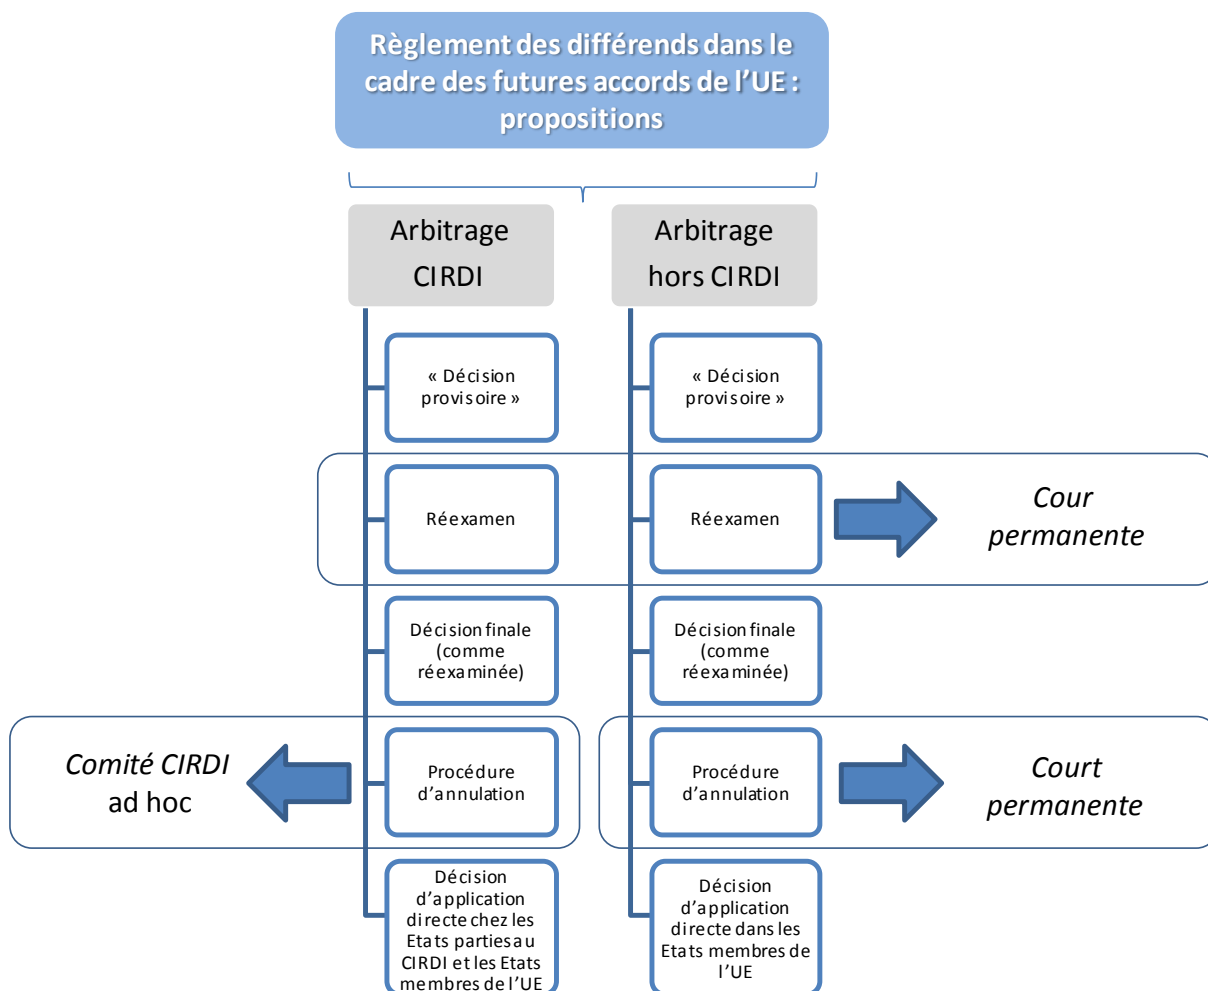 Règlement des différends dans le
cadre des futures accords de l'UE :
propositions
Arbitrage
CIRDI
Arbitrage
hors CIRDI
« Décision
provisoire »
« Décision
provisoire »
Réexamen
Réexamen
Cour
permanente
Décision finale
(comme
réexaminée)
Décision finale
(comme
réexaminée)
Comité CIRDI
ad hoc
Procédure
d'annulation
Procédure
d'annulation
Court
permanente
Décision
d'application
directe chez les
Etats parties au
CIRDI et les Etats
membres de l'UE
Décision
d'application
directe dans les
Etats membres de
l'UE